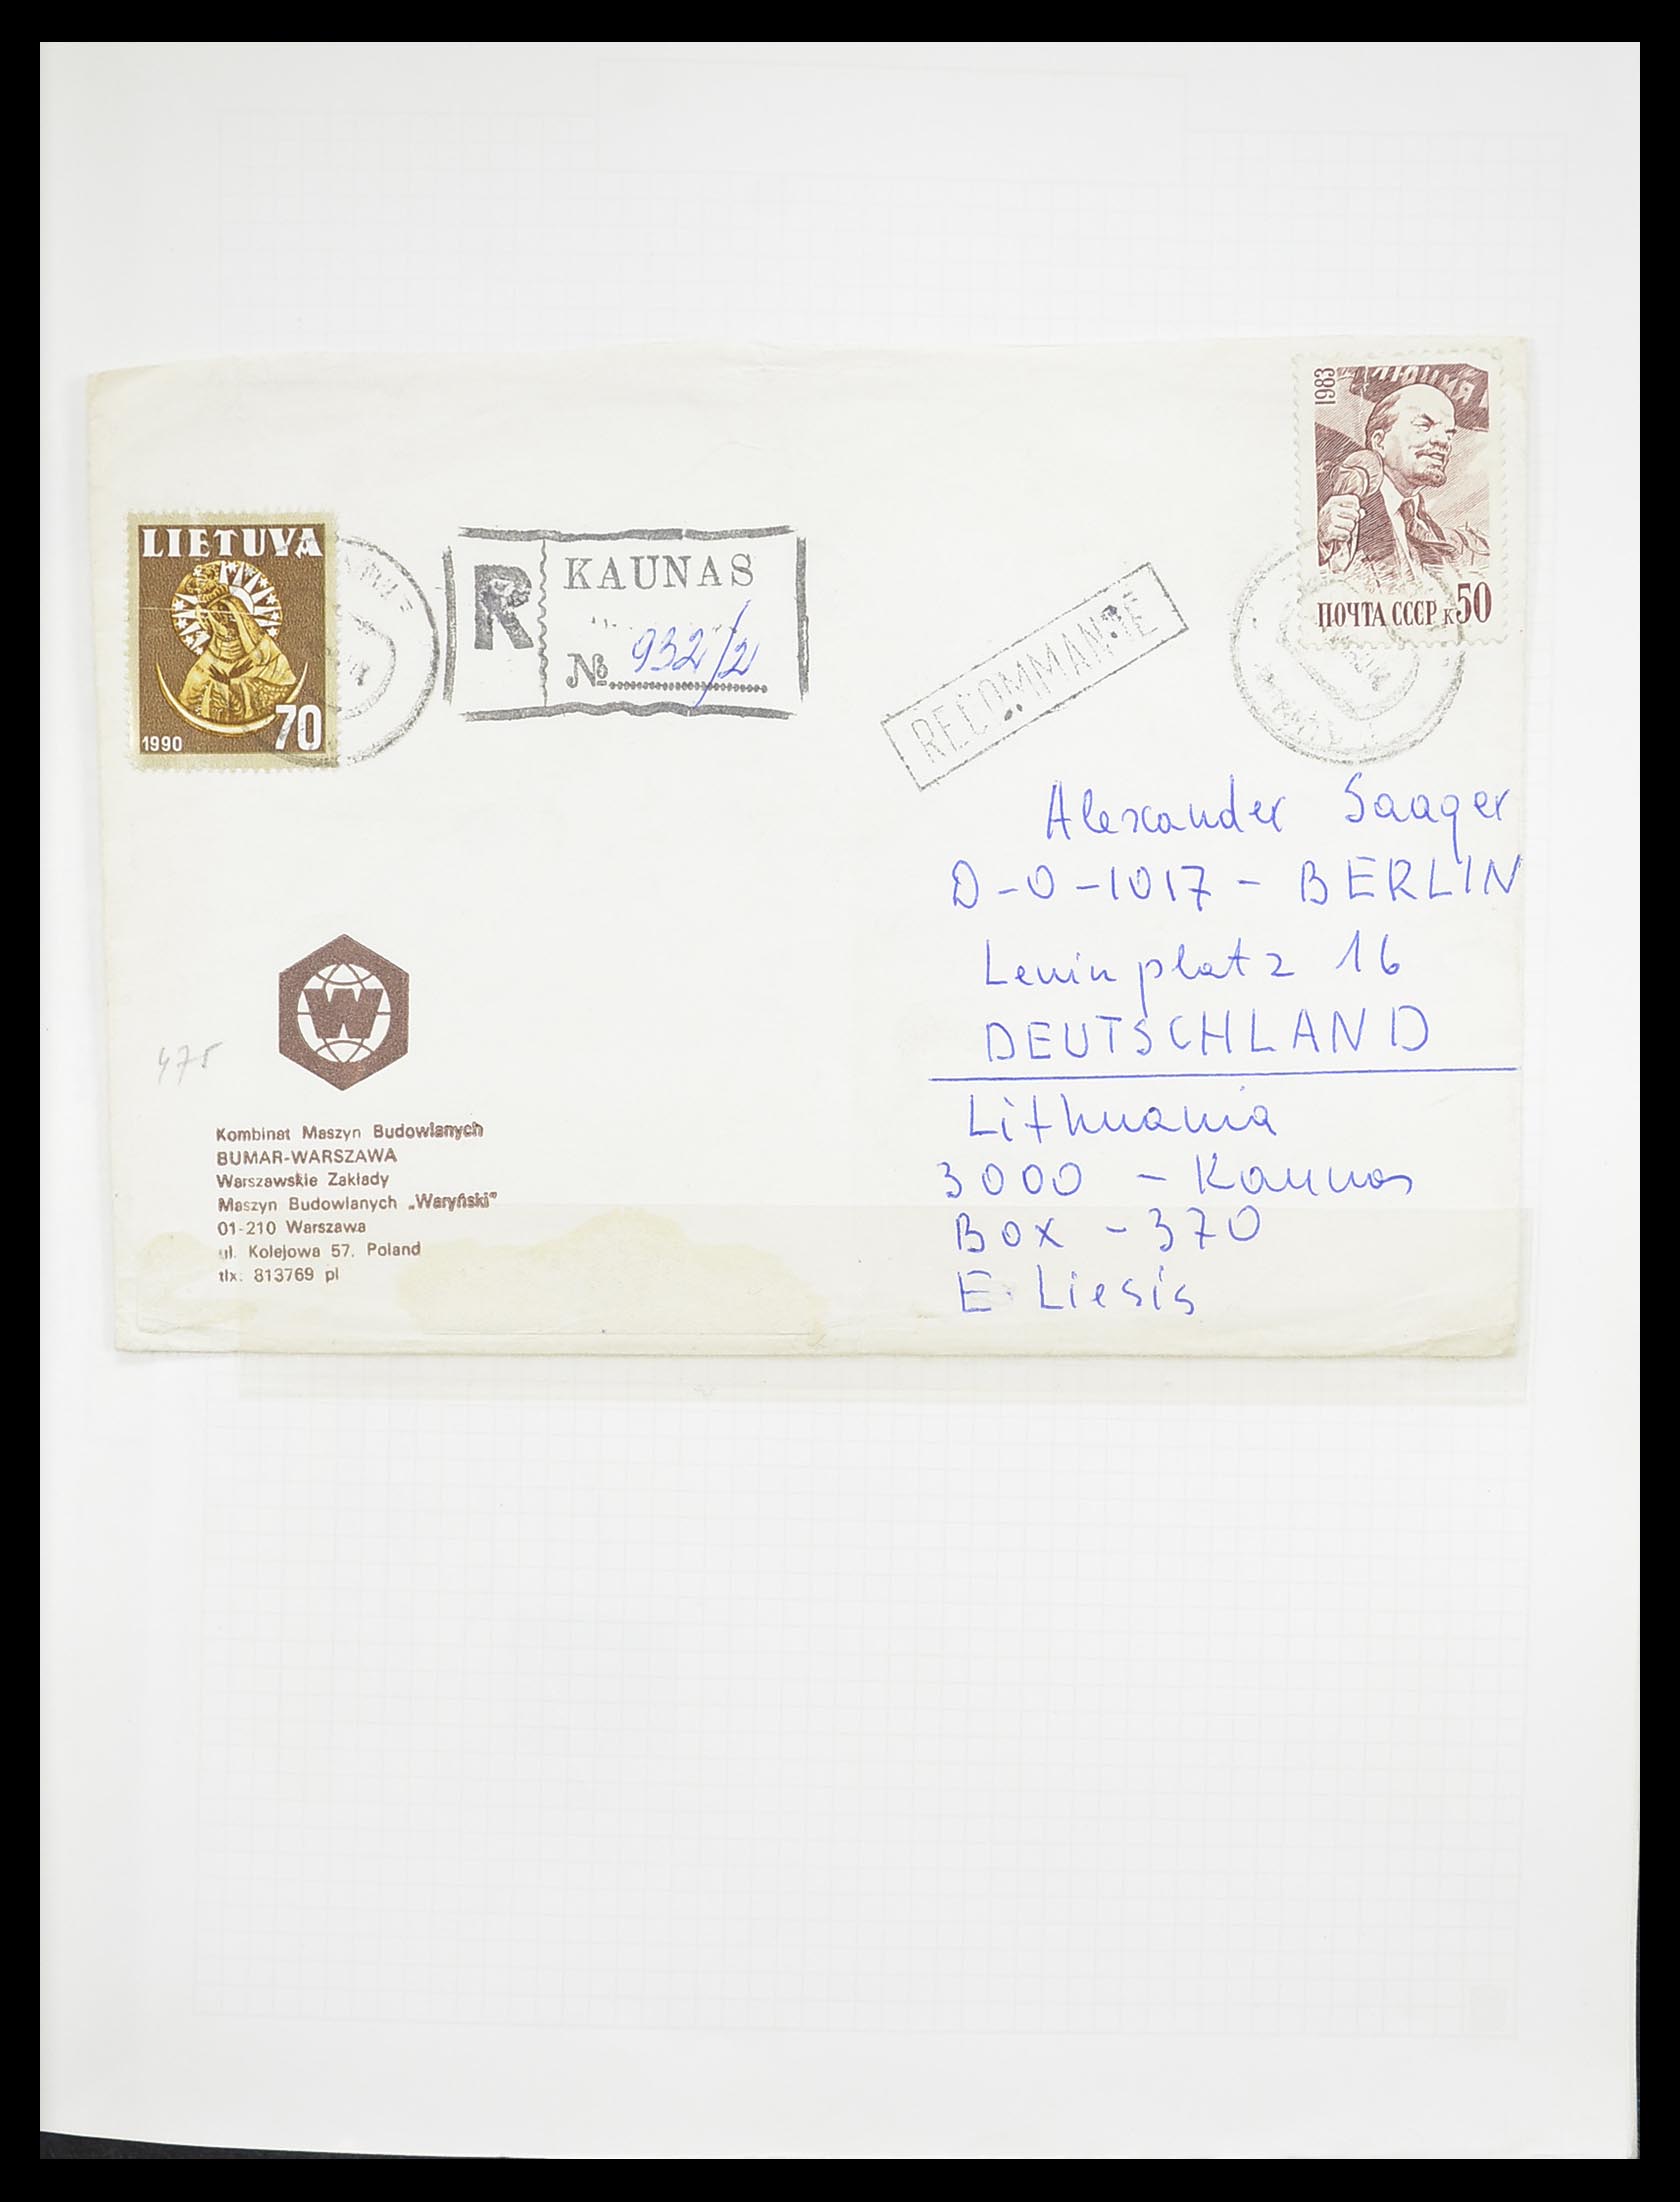 1983
ПОЧТА СССР к50
LIETUVA
1990
70
R
KAUNAS
№ 932/2
RECOMMANDE
Alexander Saager
D-O-1017 - BERLIN
Leninplatz 16
DEUTSCHLAND
Lithuania
3000 - Kaunas
Box - 370
E. Liesis
W
475
Kombinat Maszyn Budowlanych
BUMAR-WARSZAWA
Warszawskie Zakłady
Maszyn Budowlanych „Waryński"
01-210 Warszawa
ul. Kolejowa 57. Poland
tlx: 813769 pl